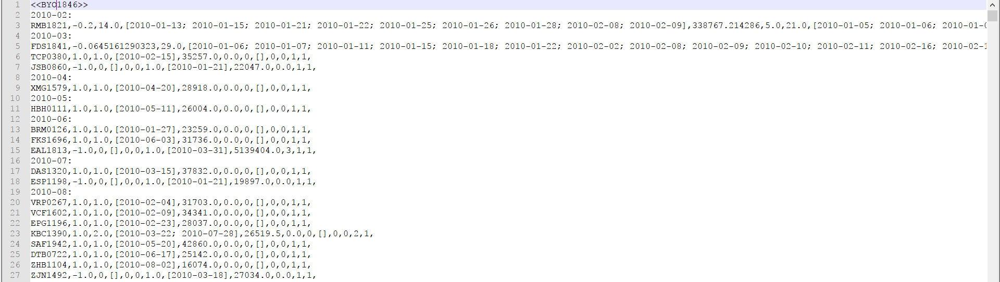 1 <<BYO1846>>
2 2010-02:
3 RMB1821,-0.2,14.0,[2010-01-13; 2010-01-15; 2010-01-21; 2010-01-22; 2010-01-25; 2010-01-26; 2010-01-28; 2010-02-08; 2010-02-09],338767.214286,5.0,21.0,[2010-01-05; 2010-01-06; 2010-01-0
4 2010-03:
5 FDS1841,-0.0645161290323,29.0,[2010-01-06; 2010-01-07; 2010-01-11; 2010-01-15; 2010-01-18; 2010-01-22; 2010-02-02; 2010-02-08; 2010-02-09; 2010-02-10; 2010-02-11; 2010-02-16; 2010-02-1
6 TCP0380,1.0,1.0,[2010-02-15],35257.0,0.0,0,[],0,0,1,1,
7 JSB0860,-1.0,0,[],0,0,1.0,[2010-01-21],22047.0,0.0,1,1,
8 2010-04:
9 XMG1579,1.0,1.0,[2010-04-20],28918.0,0.0,0,[],0,0,1,1,
10 2010-05:
11 HBH0111,1.0,1.0,[2010-05-11],26004.0,0.0,0,[],0,0,1,1,
12 2010-06:
13 BRM0126,1.0,1.0,[2010-01-27],23259.0,0.0,0,[],0,0,1,1,
14 FKS1696,1.0,1.0,[2010-06-03],31736.0,0.0,0,[],0,0,1,1,
15 EAL1813,-1.0,0,[],0,0,1.0,[2010-03-31],5139404.0,3,1,1,
16 2010-07:
17 DAS1320,1.0,1.0,[2010-03-15],37832.0,0.0,0,[],0,0,1,1,
18 ESP1198,-1.0,0,[],0,0,1.0,[2010-01-21],19897.0,0.0,1,1,
19 2010-08:
20 VRP0267,1.0,1.0,[2010-02-04],31703.0,0.0,0,[],0,0,1,1,
21 VCF1602,1.0,1.0,[2010-02-09],34341.0,0.0,0,[],0,0,1,1,
22 EPG1196,1.0,1.0,[2010-02-23],28037.0,0.0,0,[],0,0,1,1,
23 KBC1390,1.0,2.0,[2010-03-22; 2010-07-28],26519.5,0.0,0,[],0,0,2,1,
24 SAF1942,1.0,1.0,[2010-05-20],42860.0,0.0,0,[],0,0,1,1,
25 DTB0722,1.0,1.0,[2010-06-17],25142.0,0.0,0,[],0,0,1,1,
26 ZHB1104,1.0,1.0,[2010-08-02],16074.0,0.0,0,[],0,0,1,1,
27 ZJN1492,-1.0,0,[],0,0,1.0,[2010-03-18],27034.0,0.0,1,1,